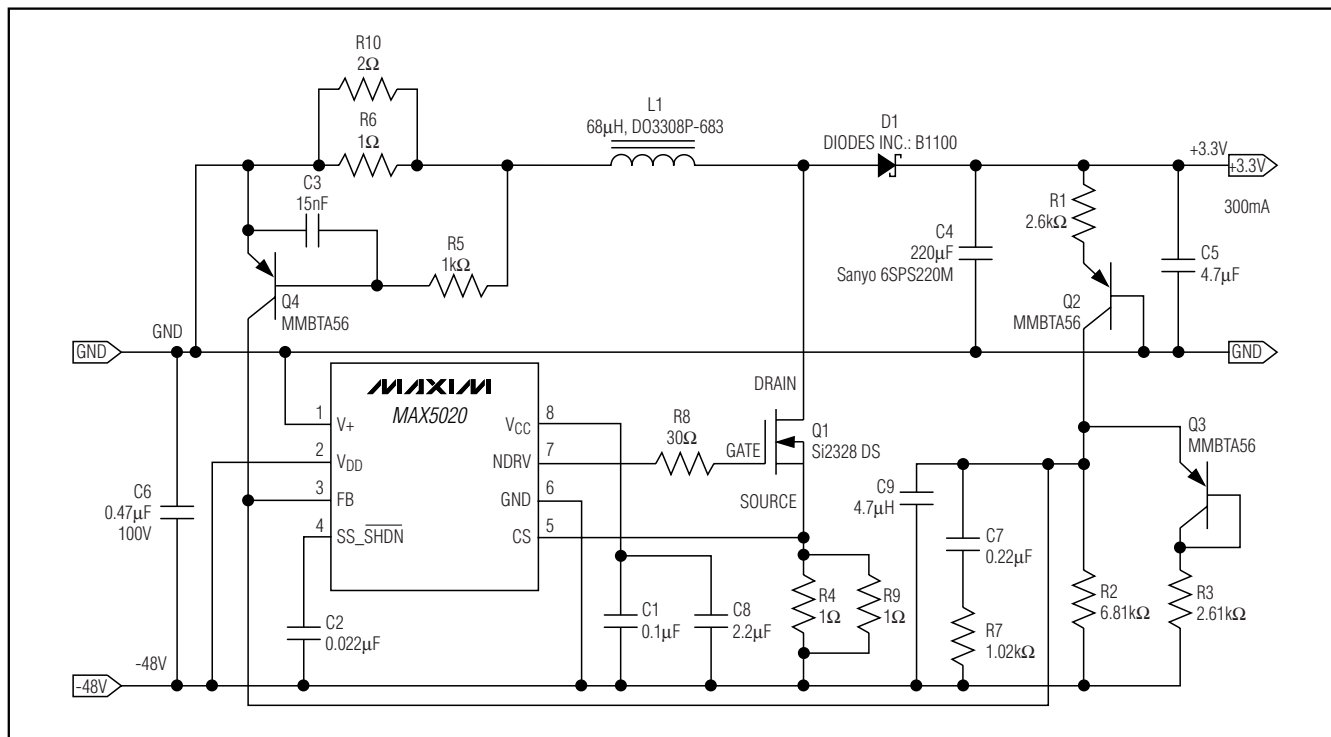 R10
2Ω
R6
1Ω
C3
15nF
R5
1kΩ
Q4
MMBTA56
L1
68µH, DO3308P-683
D1
DIODES INC.: B1100
+3.3V
+3.3V
300mA
R1
2.6kΩ
C4
220µF
Sanyo 6SPS220M
C5
4.7µF
Q2
MMBTA56
GND
GND
GND
MAXIM
MAX5020
1 V+
2 VDD
3 FB
4 SS_SHDN
VCC 8
NDRV 7
GND 6
CS 5
C6
0.47µF
100V
C2
0.022µF
R8
30Ω
DRAIN
GATE
Q1
Si2328 DS
SOURCE
C1
0.1µF
C8
2.2µF
R4
1Ω
R9
1Ω
C9
4.7µH
C7
0.22µF
R7
1.02kΩ
Q3
MMBTA56
R2
6.81kΩ
R3
2.61kΩ
-48V
-48V